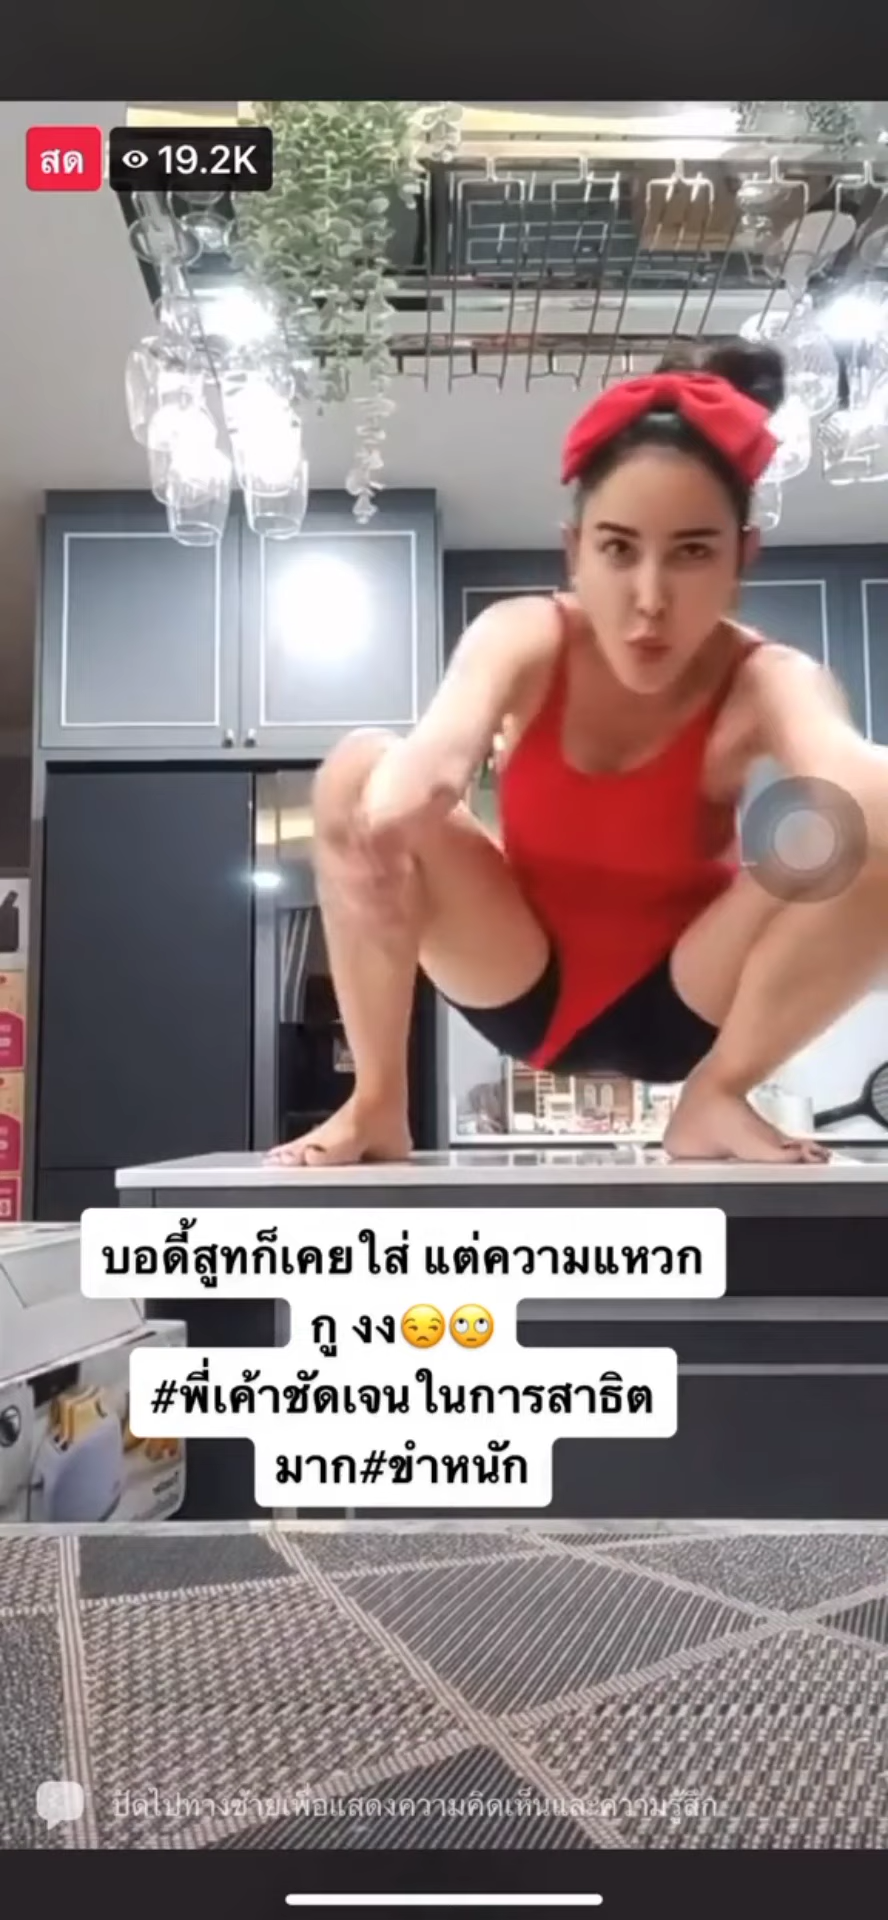 สด 19.2K
บอดี้สูทก็เคยใส่ แต่ความแหวก
กู งง😒🙄
#พี่เค้าชัดเจนในการสาธิต
มาก#ขำหนัก
ปัดไปทางซ้ายเพื่อแสดงความคิดเห็นและความรู้สึก